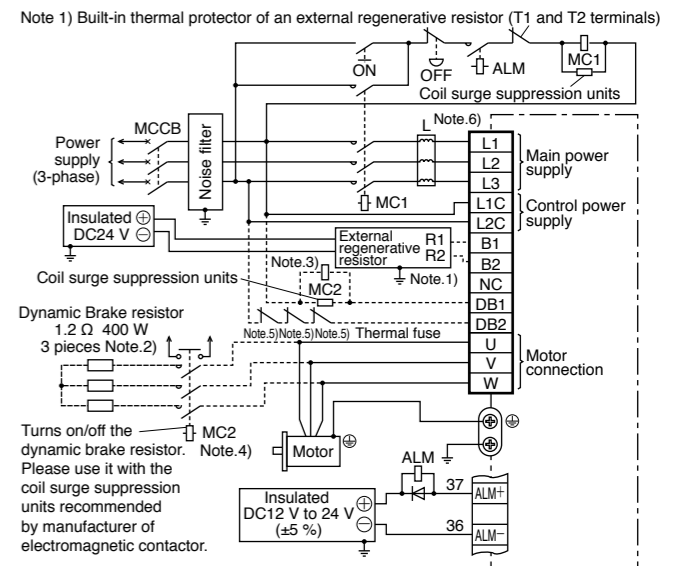 Note 1) Built-in thermal protector of an external regenerative resistor (T1 and T2 terminals)
ON
OFF
ALM
MC1
Coil surge suppression units
MCCB
Noise filter
L
Note.6)
Power
supply
(3-phase)
MC1
L1
L2
L3
L1C
L2C
B1
B2
NC
DB1
DB2
U
V
W
Main power
supply
Control power
supply
Motor
connection
Insulated ⊕
DC24 V ⊖
External
regenerative
resistor
R1
R2
Note.1)
Note.3)
MC2
Coil surge suppression units
Note.5)Note.5)Note.5) Thermal fuse
Dynamic Brake resistor
1.2 Ω 400 W
3 pieces Note.2)
MC2
Note.4)
Turns on/off the
dynamic brake resistor.
Please use it with the
coil surge suppression
units recommended
by manufacturer of
electromagnetic contactor.
Motor
ALM
Insulated
DC12 V to 24 V
(±5 %)
⊕
⊖
37
ALM+
36
ALM−